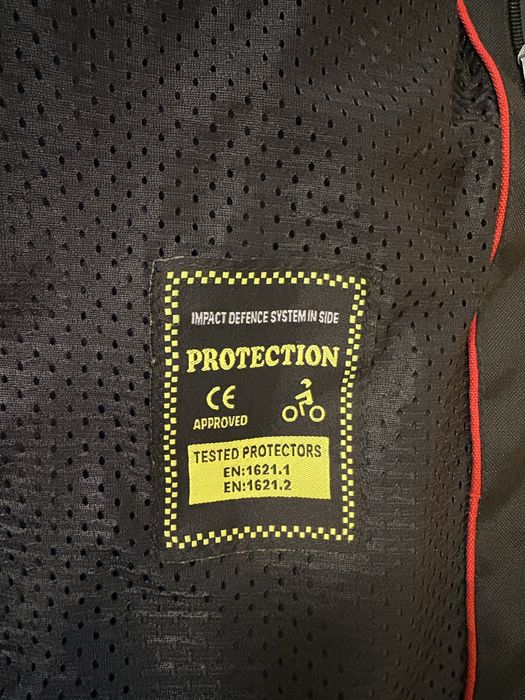 IMPACT DEFENCE SYSTEM IN SIDE
PROTECTION
CE
APPROVED
TESTED PROTECTORS
EN:1621.1
EN:1621.2